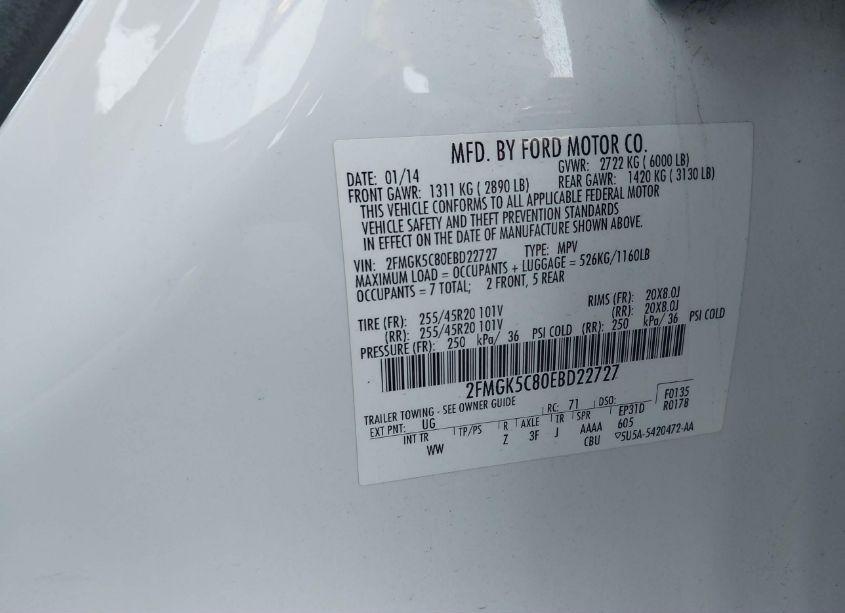 MFD. BY FORD MOTOR CO.
DATE: 01/14 GVWR: 2722 KG ( 6000 LB)
FRONT GAWR: 1311 KG ( 2890 LB) REAR GAWR: 1420 KG ( 3130 LB)
THIS VEHICLE CONFORMS TO ALL APPLICABLE FEDERAL MOTOR
VEHICLE SAFETY AND THEFT PREVENTION STANDARDS
IN EFFECT ON THE DATE OF MANUFACTURE SHOWN ABOVE.
VIN: 2FMGK5C80EBD22727 TYPE: MPV
MAXIMUM LOAD = OCCUPANTS + LUGGAGE = 526KG/1160LB
OCCUPANTS = 7 TOTAL; 2 FRONT, 5 REAR
TIRE (FR): 255/45R20 101V RIMS (FR): 20X8.0J
(RR): 255/45R20 101V (RR): 20X8.0J
PRESSURE (FR): 250 kPa/ 36 PSI COLD (RR): 250 kPa/ 36 PSI COLD
2FMGK5C80EBD22727
TRAILER TOWING - SEE OWNER GUIDE
EXT PNT: UG RC: 71 DSO: F0135
INT TR TP/PS R AXLE TR SPR EP31D R0178
WW Z 3F J AAAA 605
CBU 5U5A-5420472-AA